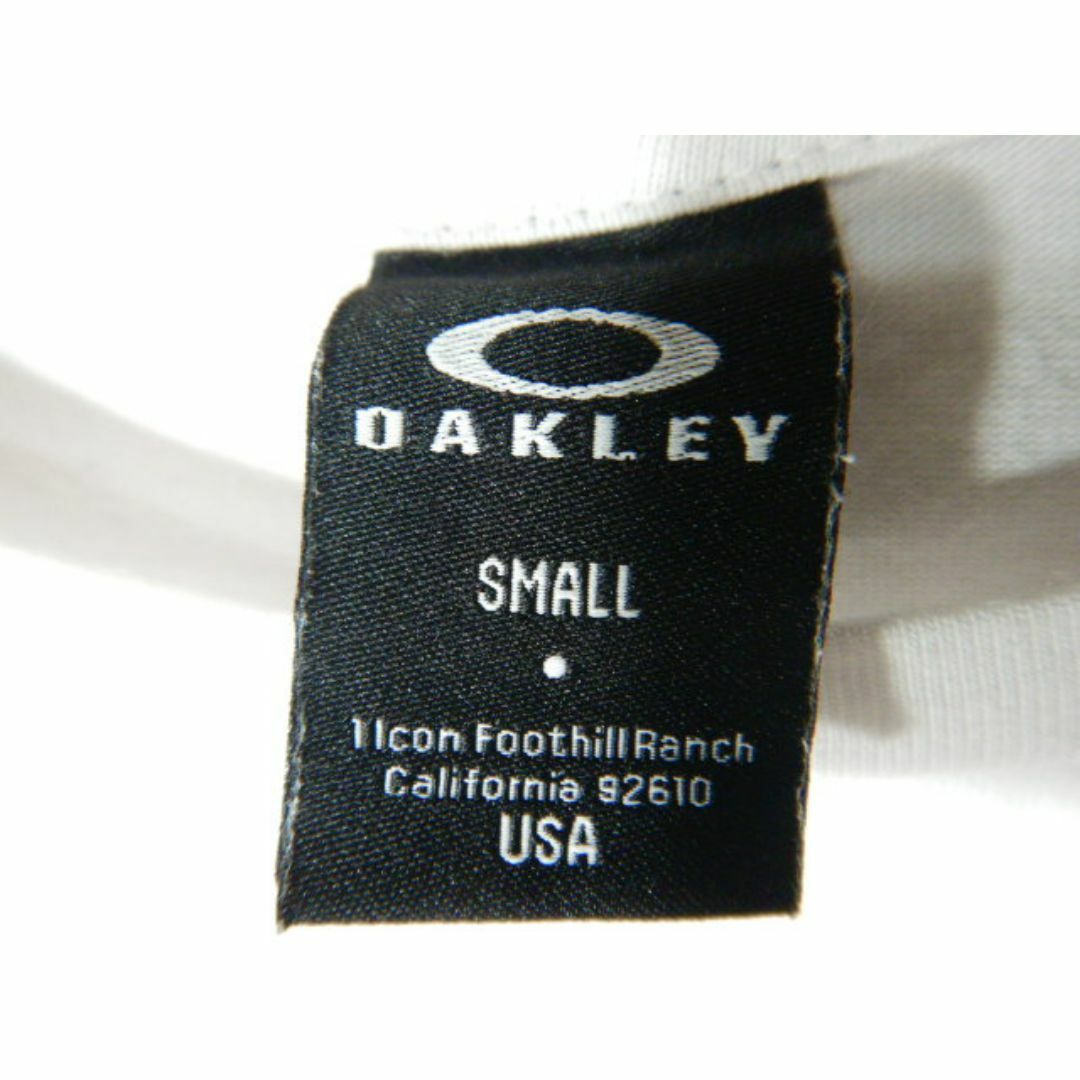 OAKLEY
SMALL
1 Icon Foothill Ranch
California 92610
USA